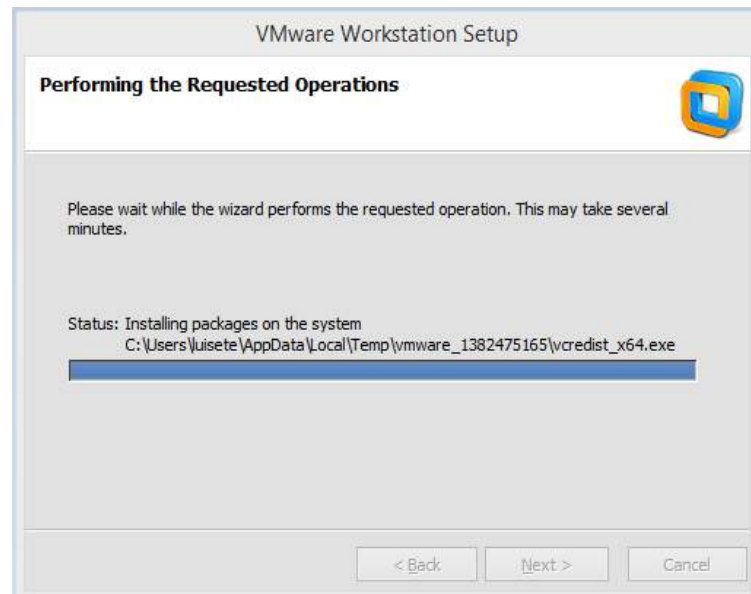 VMware Workstation Setup
Performing the Requested Operations
Please wait while the wizard performs the requested operation. This may take several
minutes.
Status: Installing packages on the system
C:\Users\luisete\AppData\Local\Temp\vmware_1382475165\vcredist_x64.exe
< Back Next > Cancel